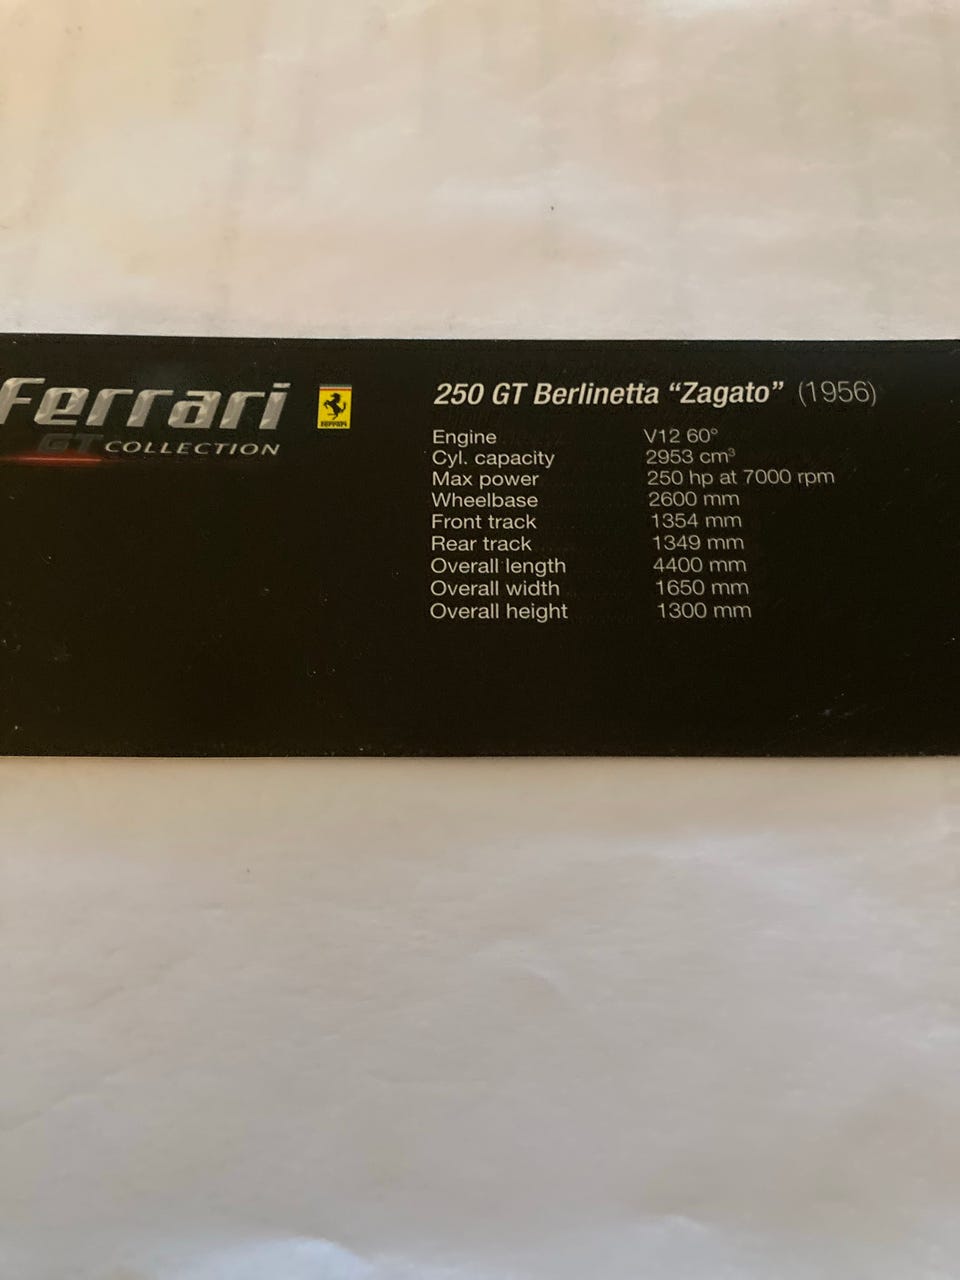 Ferrari
GT COLLECTION
FERRARI
250 GT Berlinetta “Zagato” (1956)
Engine V12 60°
Cyl. capacity 2953 cm³
Max power 250 hp at 7000 rpm
Wheelbase 2600 mm
Front track 1354 mm
Rear track 1349 mm
Overall length 4400 mm
Overall width 1650 mm
Overall height 1300 mm